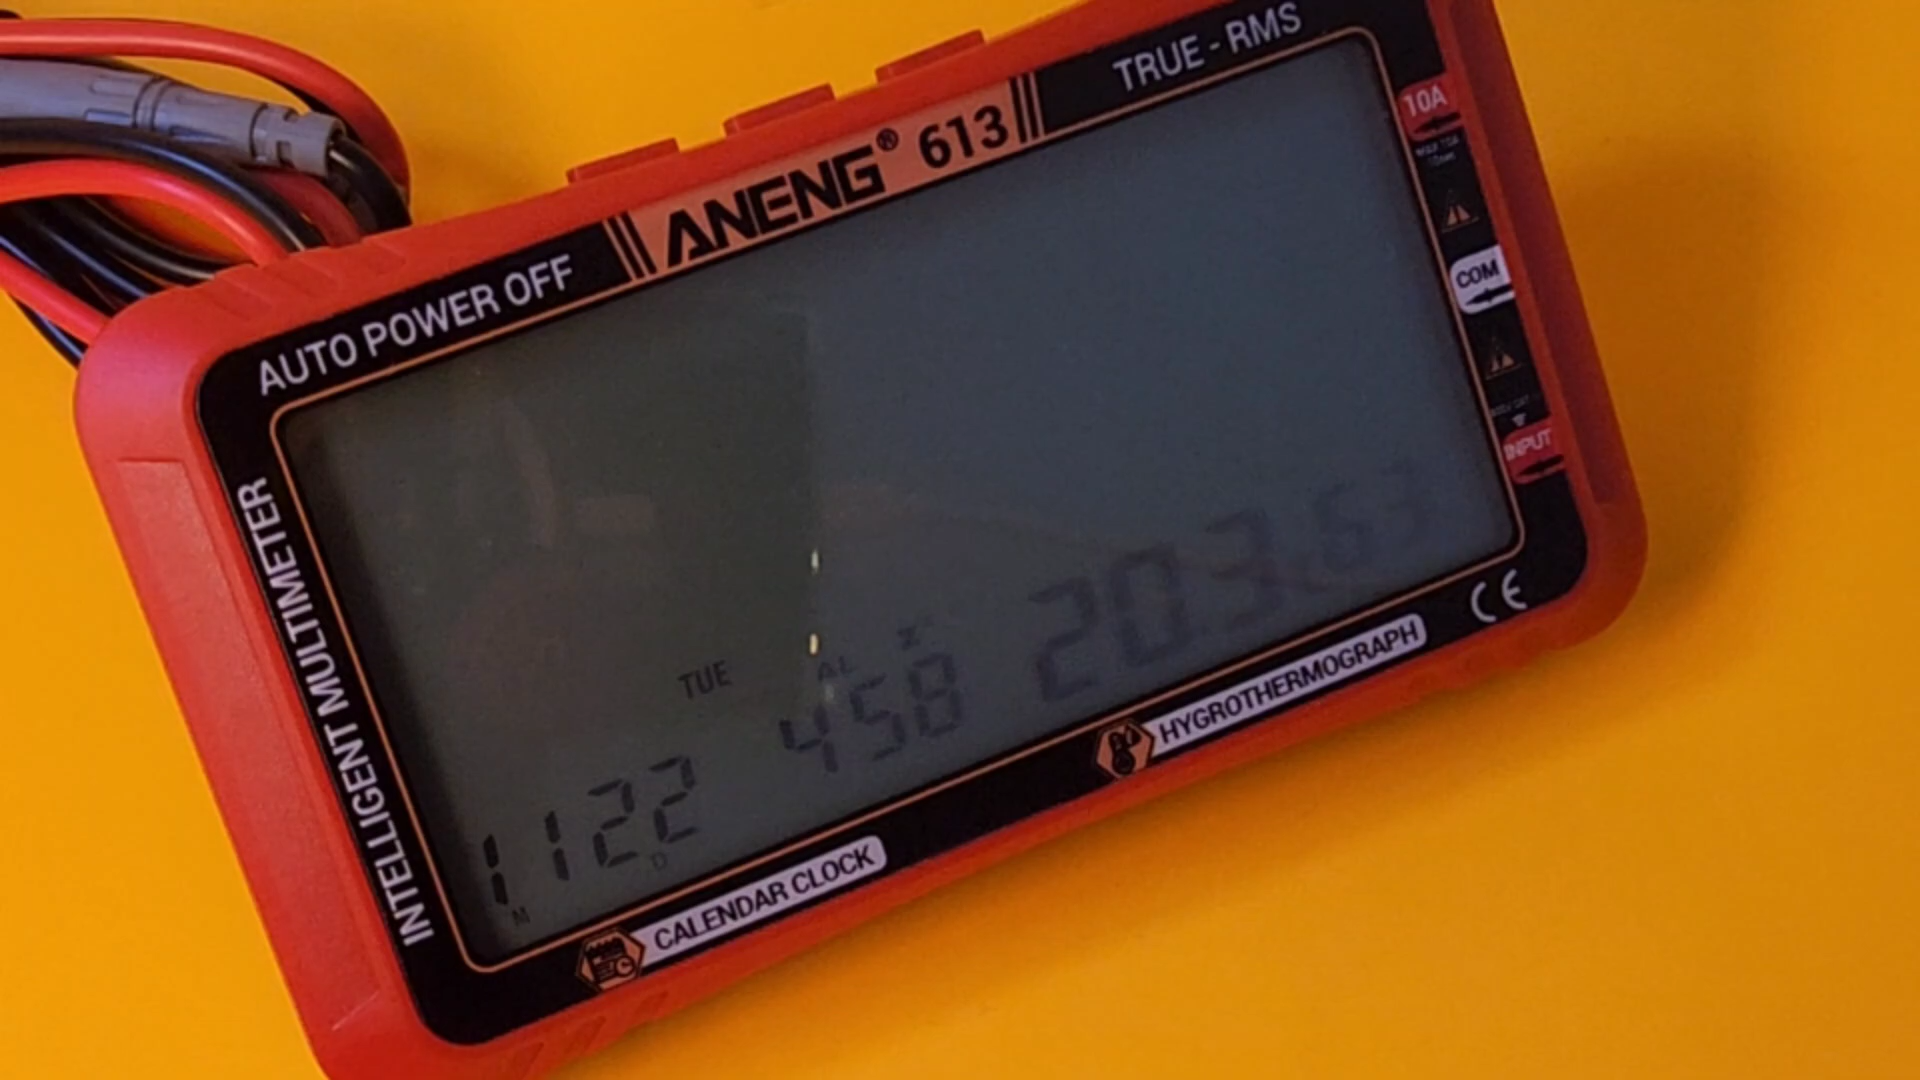 TRUE - RMS
ANENG® 613
AUTO POWER OFF
10A
COM
INPUT
INTELLIGENT MULTIMETER
TUE
AL
1122
458
203.63
M
D
HYGROTHERMOGRAPH
CE
CALENDAR CLOCK